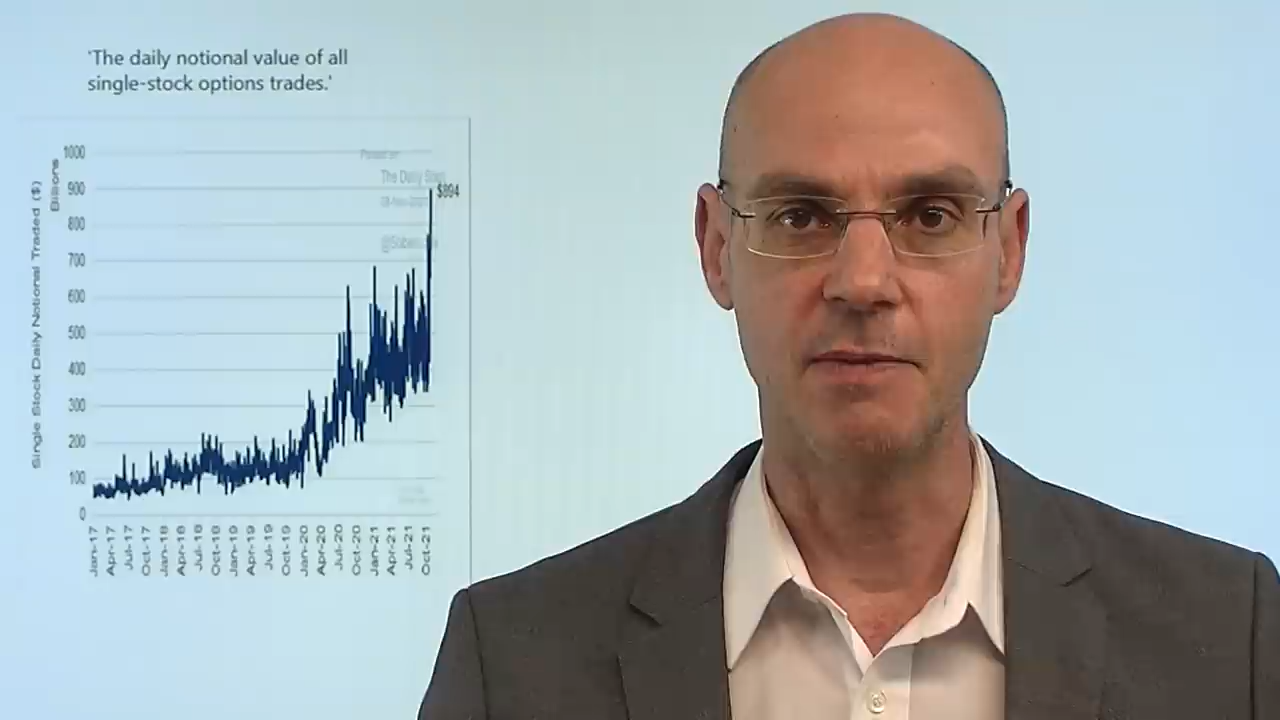 'The daily notional value of all
single-stock options trades.'
Single Stock Daily Notional Traded ($)
Billions
1000
900
800
700
600
500
400
300
200
100
0
The Daily
$894
Jan-17
Apr-17
Jul-17
Oct-17
Jan-18
Apr-18
Jul-18
Oct-18
Jan-19
Apr-19
Jul-19
Oct-19
Jan-20
Apr-20
Jul-20
Oct-20
Jan-21
Apr-21
Jul-21
Oct-21